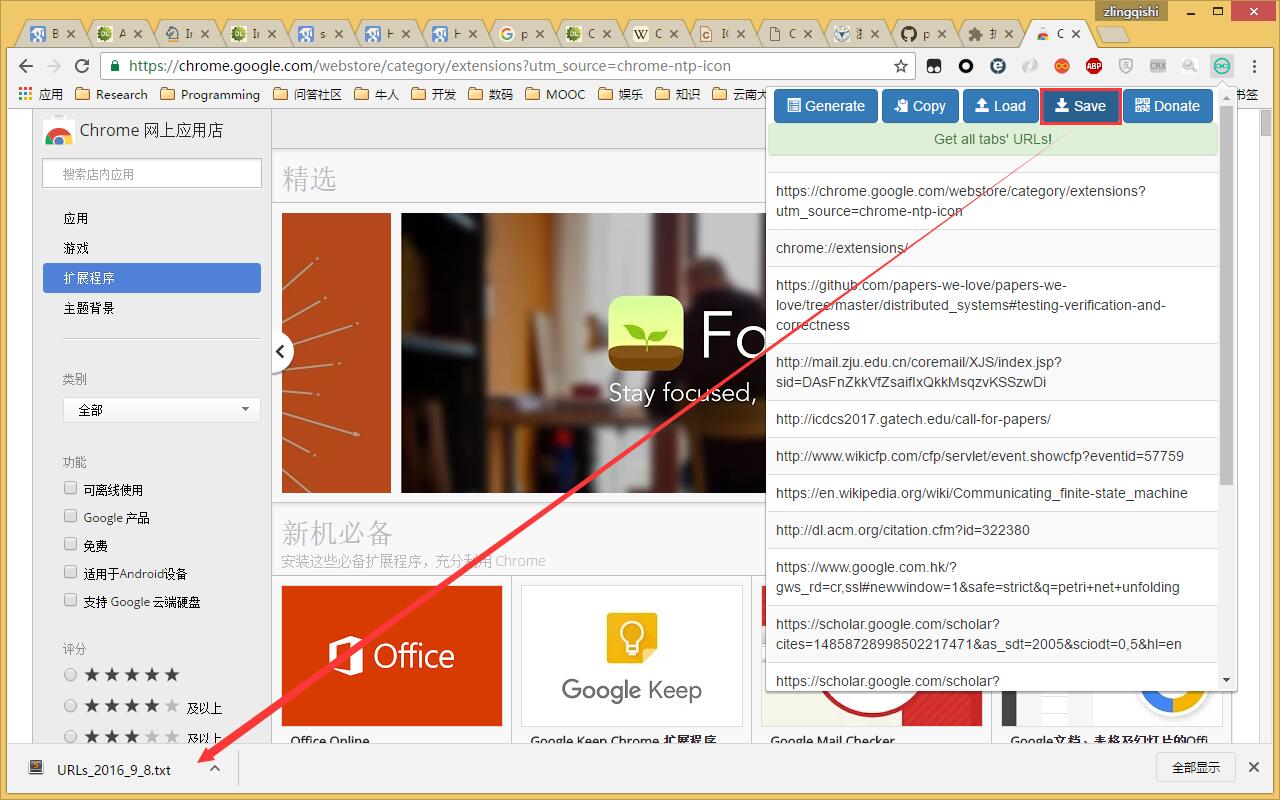 zlingqishi
B
A
I
I
s
H
H
p
C
C
IC
C
p
C
https://chrome.google.com/webstore/category/extensions?utm_source=chrome-ntp-icon
ABP
CRX
应用
Research
Programming
问答社区
牛人
开发
数码
MOOC
娱乐
知识
云南大
书签
Generate
Copy
Load
Save
Donate
Get all tabs' URLs!
https://chrome.google.com/webstore/category/extensions?
utm_source=chrome-ntp-icon
chrome://extensions/
https://github.com/papers-we-love/papers-we-
love/tree/master/distributed_systems#testing-verification-and-
correctness
http://mail.zju.edu.cn/coremail/XJS/index.jsp?
sid=DAsFnZkkVfZsaifIxQkkMsqzvKSSzwDi
http://icdcs2017.gatech.edu/call-for-papers/
http://www.wikicfp.com/cfp/servlet/event.showcfp?eventid=57759
https://en.wikipedia.org/wiki/Communicating_finite-state_machine
http://dl.acm.org/citation.cfm?id=322380
https://www.google.com.hk/?
gws_rd=cr,ssl#newwindow=1&safe=strict&q=petri+net+unfolding
https://scholar.google.com/scholar?
cites=14858728998502217471&as_sdt=2005&sciodt=0,5&hl=en
https://scholar.google.com/scholar?
Chrome 网上应用店
搜索店内应用
应用
游戏
扩展程序
主题背景
类别
全部
功能
可离线使用
Google 产品
免费
适用于Android设备
支持 Google 云端硬盘
评分
及以上
及以上
精选
Fo
Stay focused,
新机必备
安装这些必备扩展程序，充分利用 Chrome
Office
Google Keep
Office Online
Google Keep Chrome 扩展程序
Google Mail Checker
Google文档、表格及幻灯片的Offi
URLs_2016_9_8.txt
全部显示